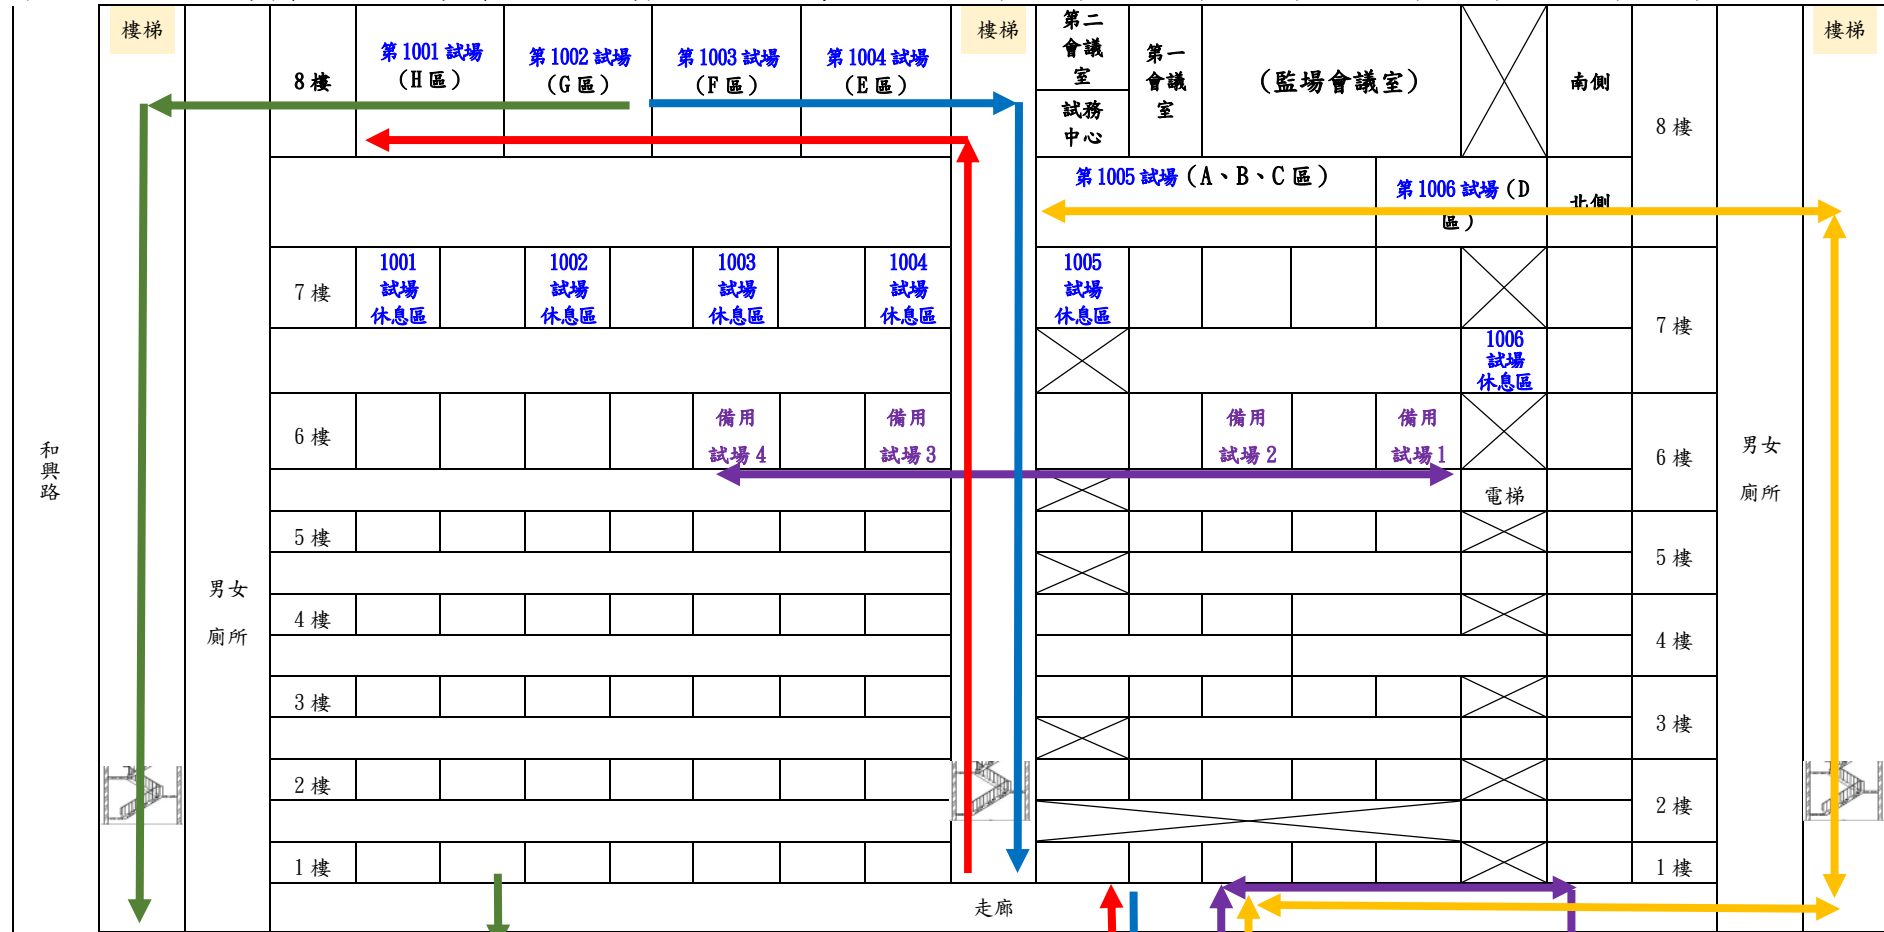 樓梯
8樓
第1001試場
(H區)
第1002試場
(G區)
第1003試場
(F區)
第1004試場
(E區)
樓梯
第二
會議
室
試務
中心
第一
會議
室
(監場會議室)
南側
8樓
樓梯
第1005試場(A、B、C區)
第1006試場(D
區)
北側
7樓
1001
試場
休息區
1002
試場
休息區
1003
試場
休息區
1004
試場
休息區
1005
試場
休息區
7樓
1006
試場
休息區
和
興
路
6樓
備用
試場4
備用
試場3
備用
試場2
備用
試場1
6樓
電梯
男女
廁所
5樓
5樓
男女
廁所
4樓
4樓
3樓
3樓
2樓
2樓
1樓
1樓
走廊